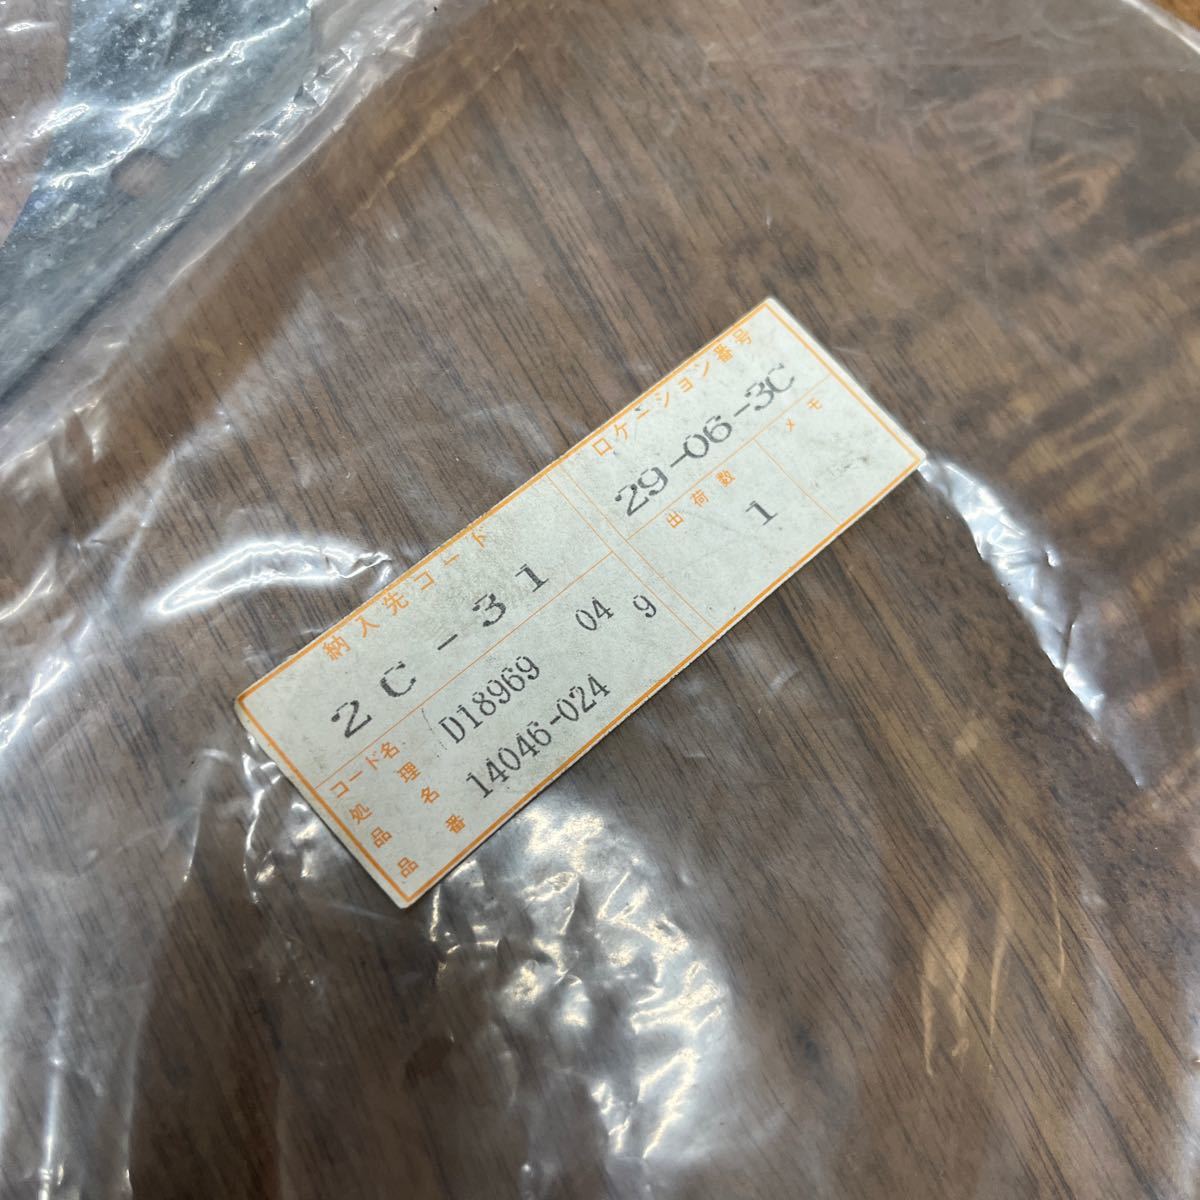 納入先コード
2C-31
コード名 D18969 04
処理名 9
品名
品番 14046-024
ロケーション番号
29-06-3C
出荷数 メモ
1